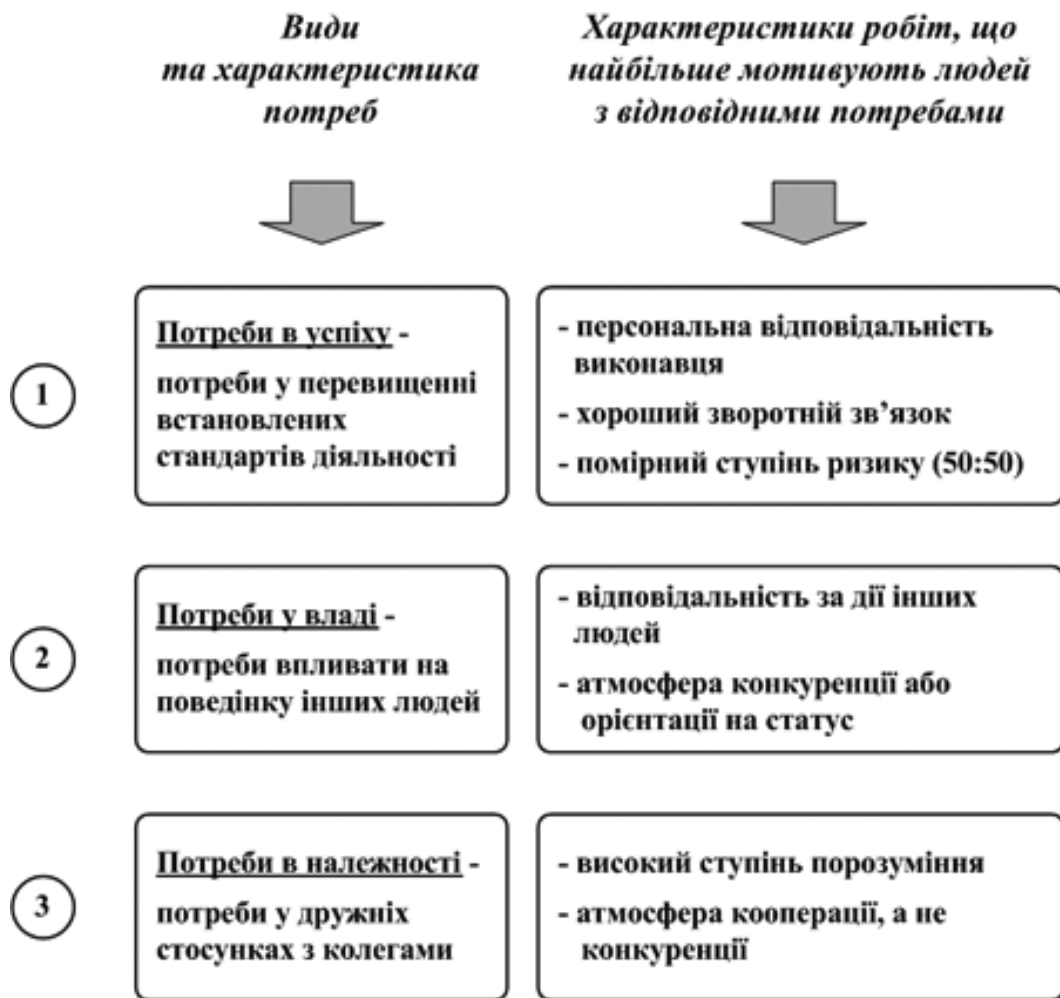 Види
та характеристика
потреб
Характеристики робіт, що
найбільше мотивують людей
з відповідними потребами
1
Потреби в успіху -
потреби у перевищенні
встановлених
стандартів діяльності
- персональна відповідальність
виконавця
- хороший зворотній зв’язок
- помірний ступінь ризику (50:50)
2
Потреби у владі -
потреби впливати на
поведінку інших людей
- відповідальність за дії інших
людей
- атмосфера конкуренції або
орієнтації на статус
3
Потреби в належності -
потреби у дружніх
стосунках з колегами
- високий ступінь порозуміння
- атмосфера кооперації, а не
конкуренції